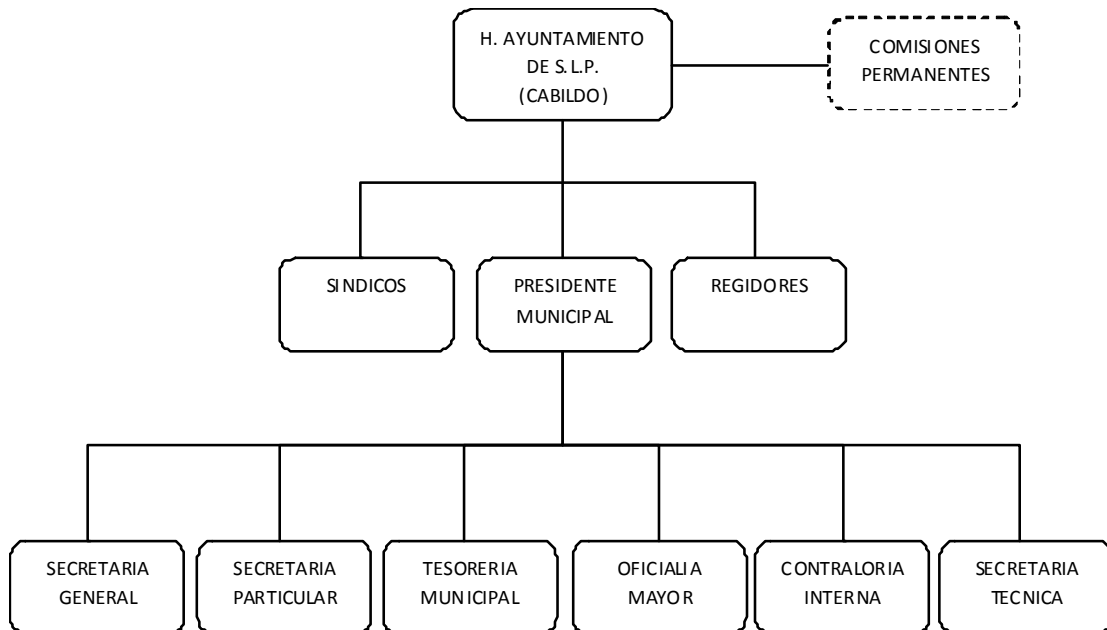 H. AYUNTAMIENTO
DE S.L.P.
(CABILDO)
COMISIONES
PERMANENTES
SINDICOS
PRESIDENTE
MUNICIPAL
REGIDORES
SECRETARIA
GENERAL
SECRETARIA
PARTICULAR
TESORERIA
MUNICIPAL
OFICIALIA
MAYOR
CONTRALORIA
INTERNA
SECRETARIA
TECNICA